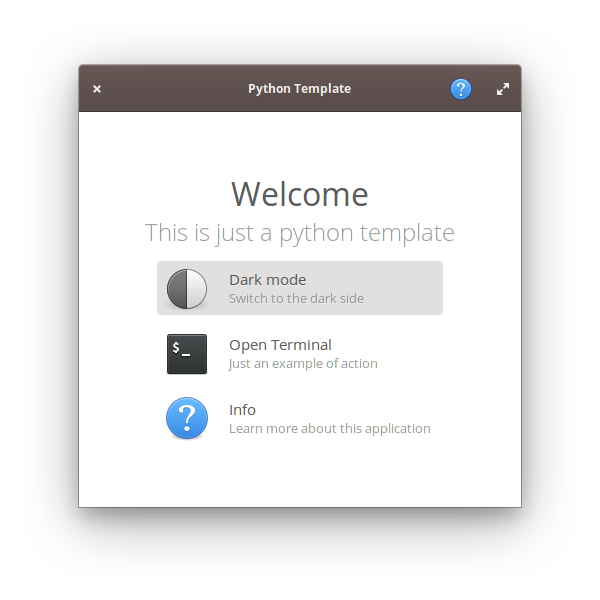 Python Template
?
Welcome
This is just a python template
Dark mode
Switch to the dark side
$_
Open Terminal
Just an example of action
?
Info
Learn more about this application